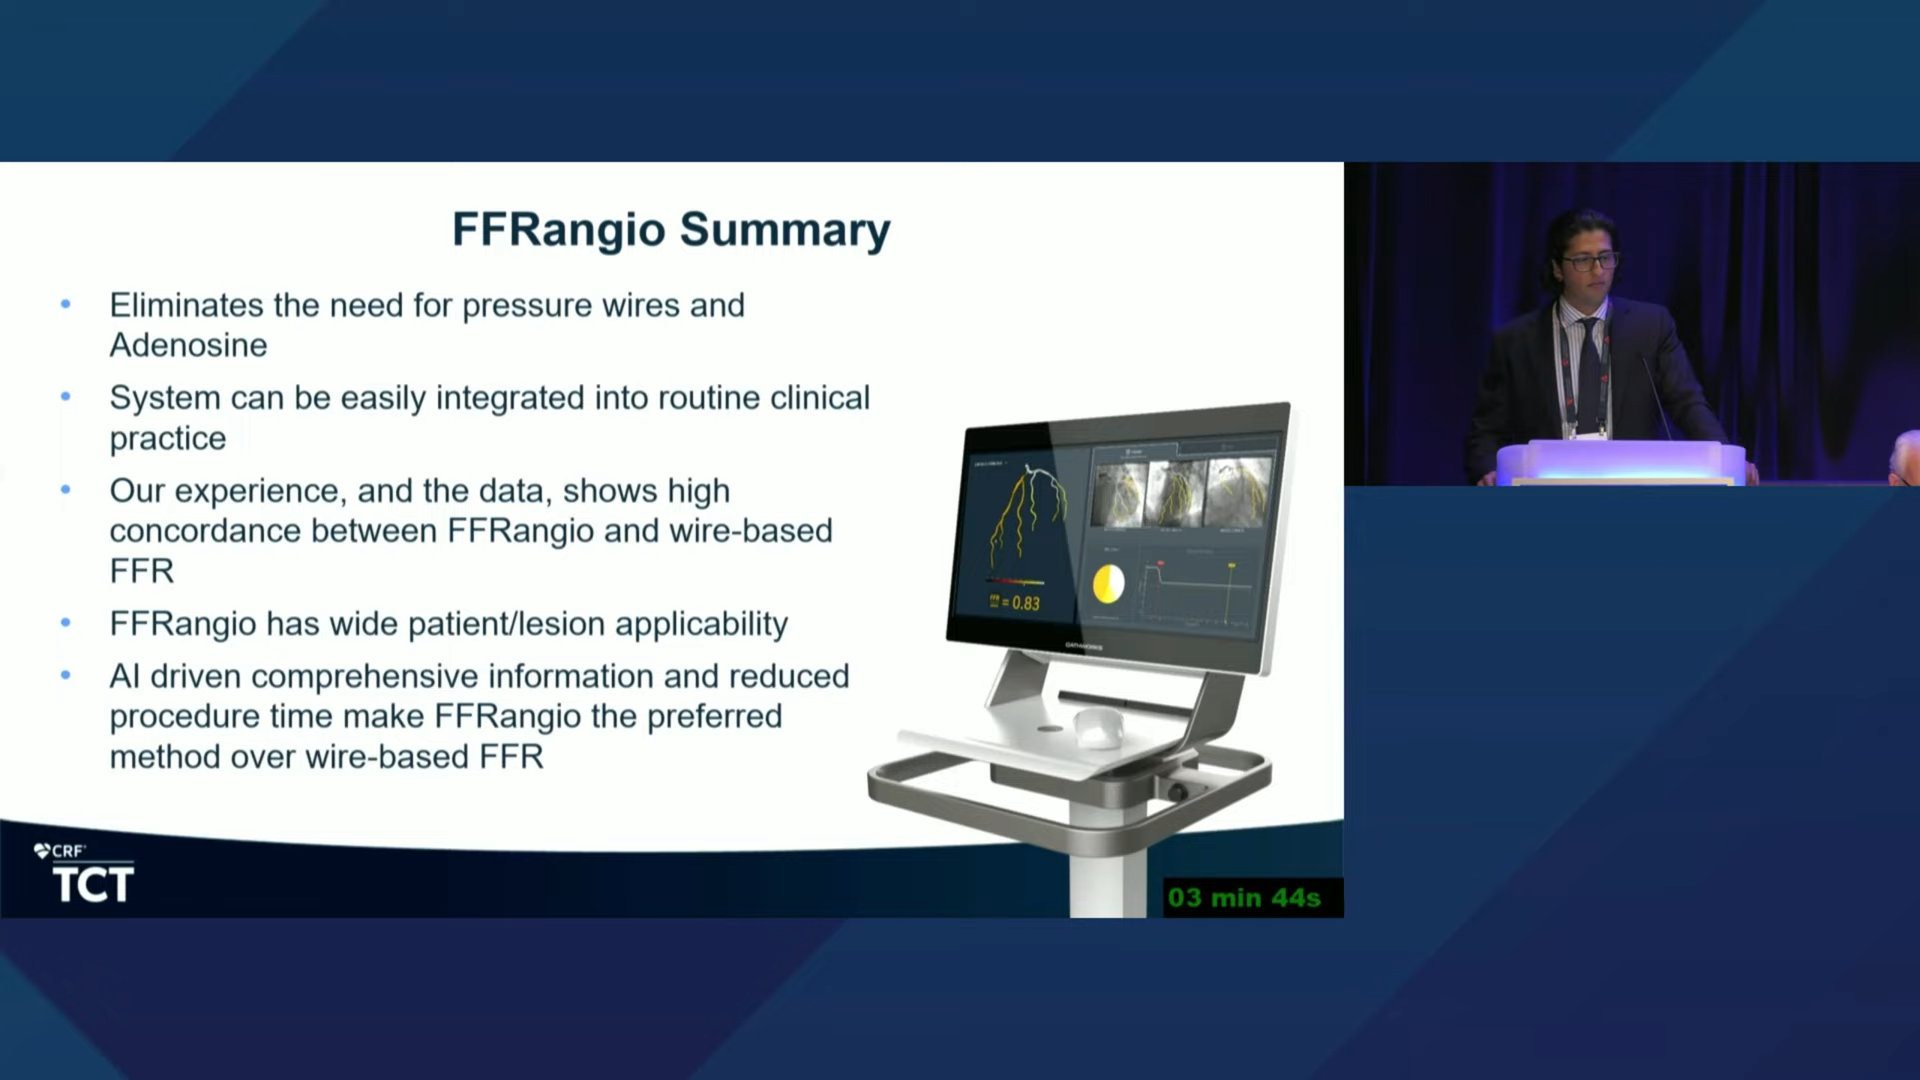 FFRangio Summary
• Eliminates the need for pressure wires and
Adenosine
• System can be easily integrated into routine clinical
practice
• Our experience, and the data, shows high
concordance between FFRangio and wire-based
FFR
• FFRangio has wide patient/lesion applicability
• AI driven comprehensive information and reduced
procedure time make FFRangio the preferred
method over wire-based FFR
= 0.83
CATHWORKS
CRF
TCT
03 min 44s